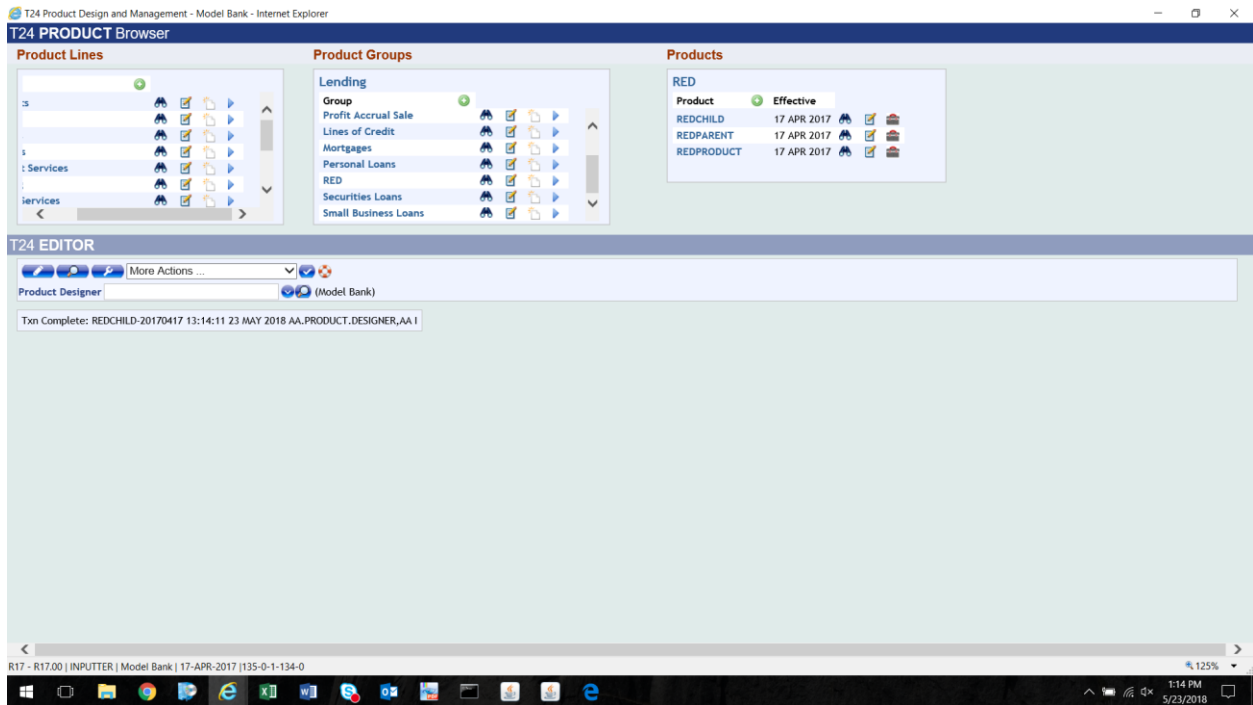 T24 Product Design and Management - Model Bank - Internet Explorer
T24 PRODUCT Browser
Product Lines
Product Groups
Products
Services
Lending
Group
Profit Accrual Sale
Lines of Credit
Mortgages
Personal Loans
RED
Securities Loans
Small Business Loans
RED
Product Effective
REDCHILD 17 APR 2017
REDPARENT 17 APR 2017
REDPRODUCT 17 APR 2017
T24 EDITOR
More Actions ...
Product Designer (Model Bank)
Txn Complete: REDCHILD-20170417 13:14:11 23 MAY 2018 AA.PRODUCT.DESIGNER,AA I
R17 - R17.00 | INPUTTER | Model Bank | 17-APR-2017 |135-0-1-134-0
125%
1:14 PM
5/23/2018